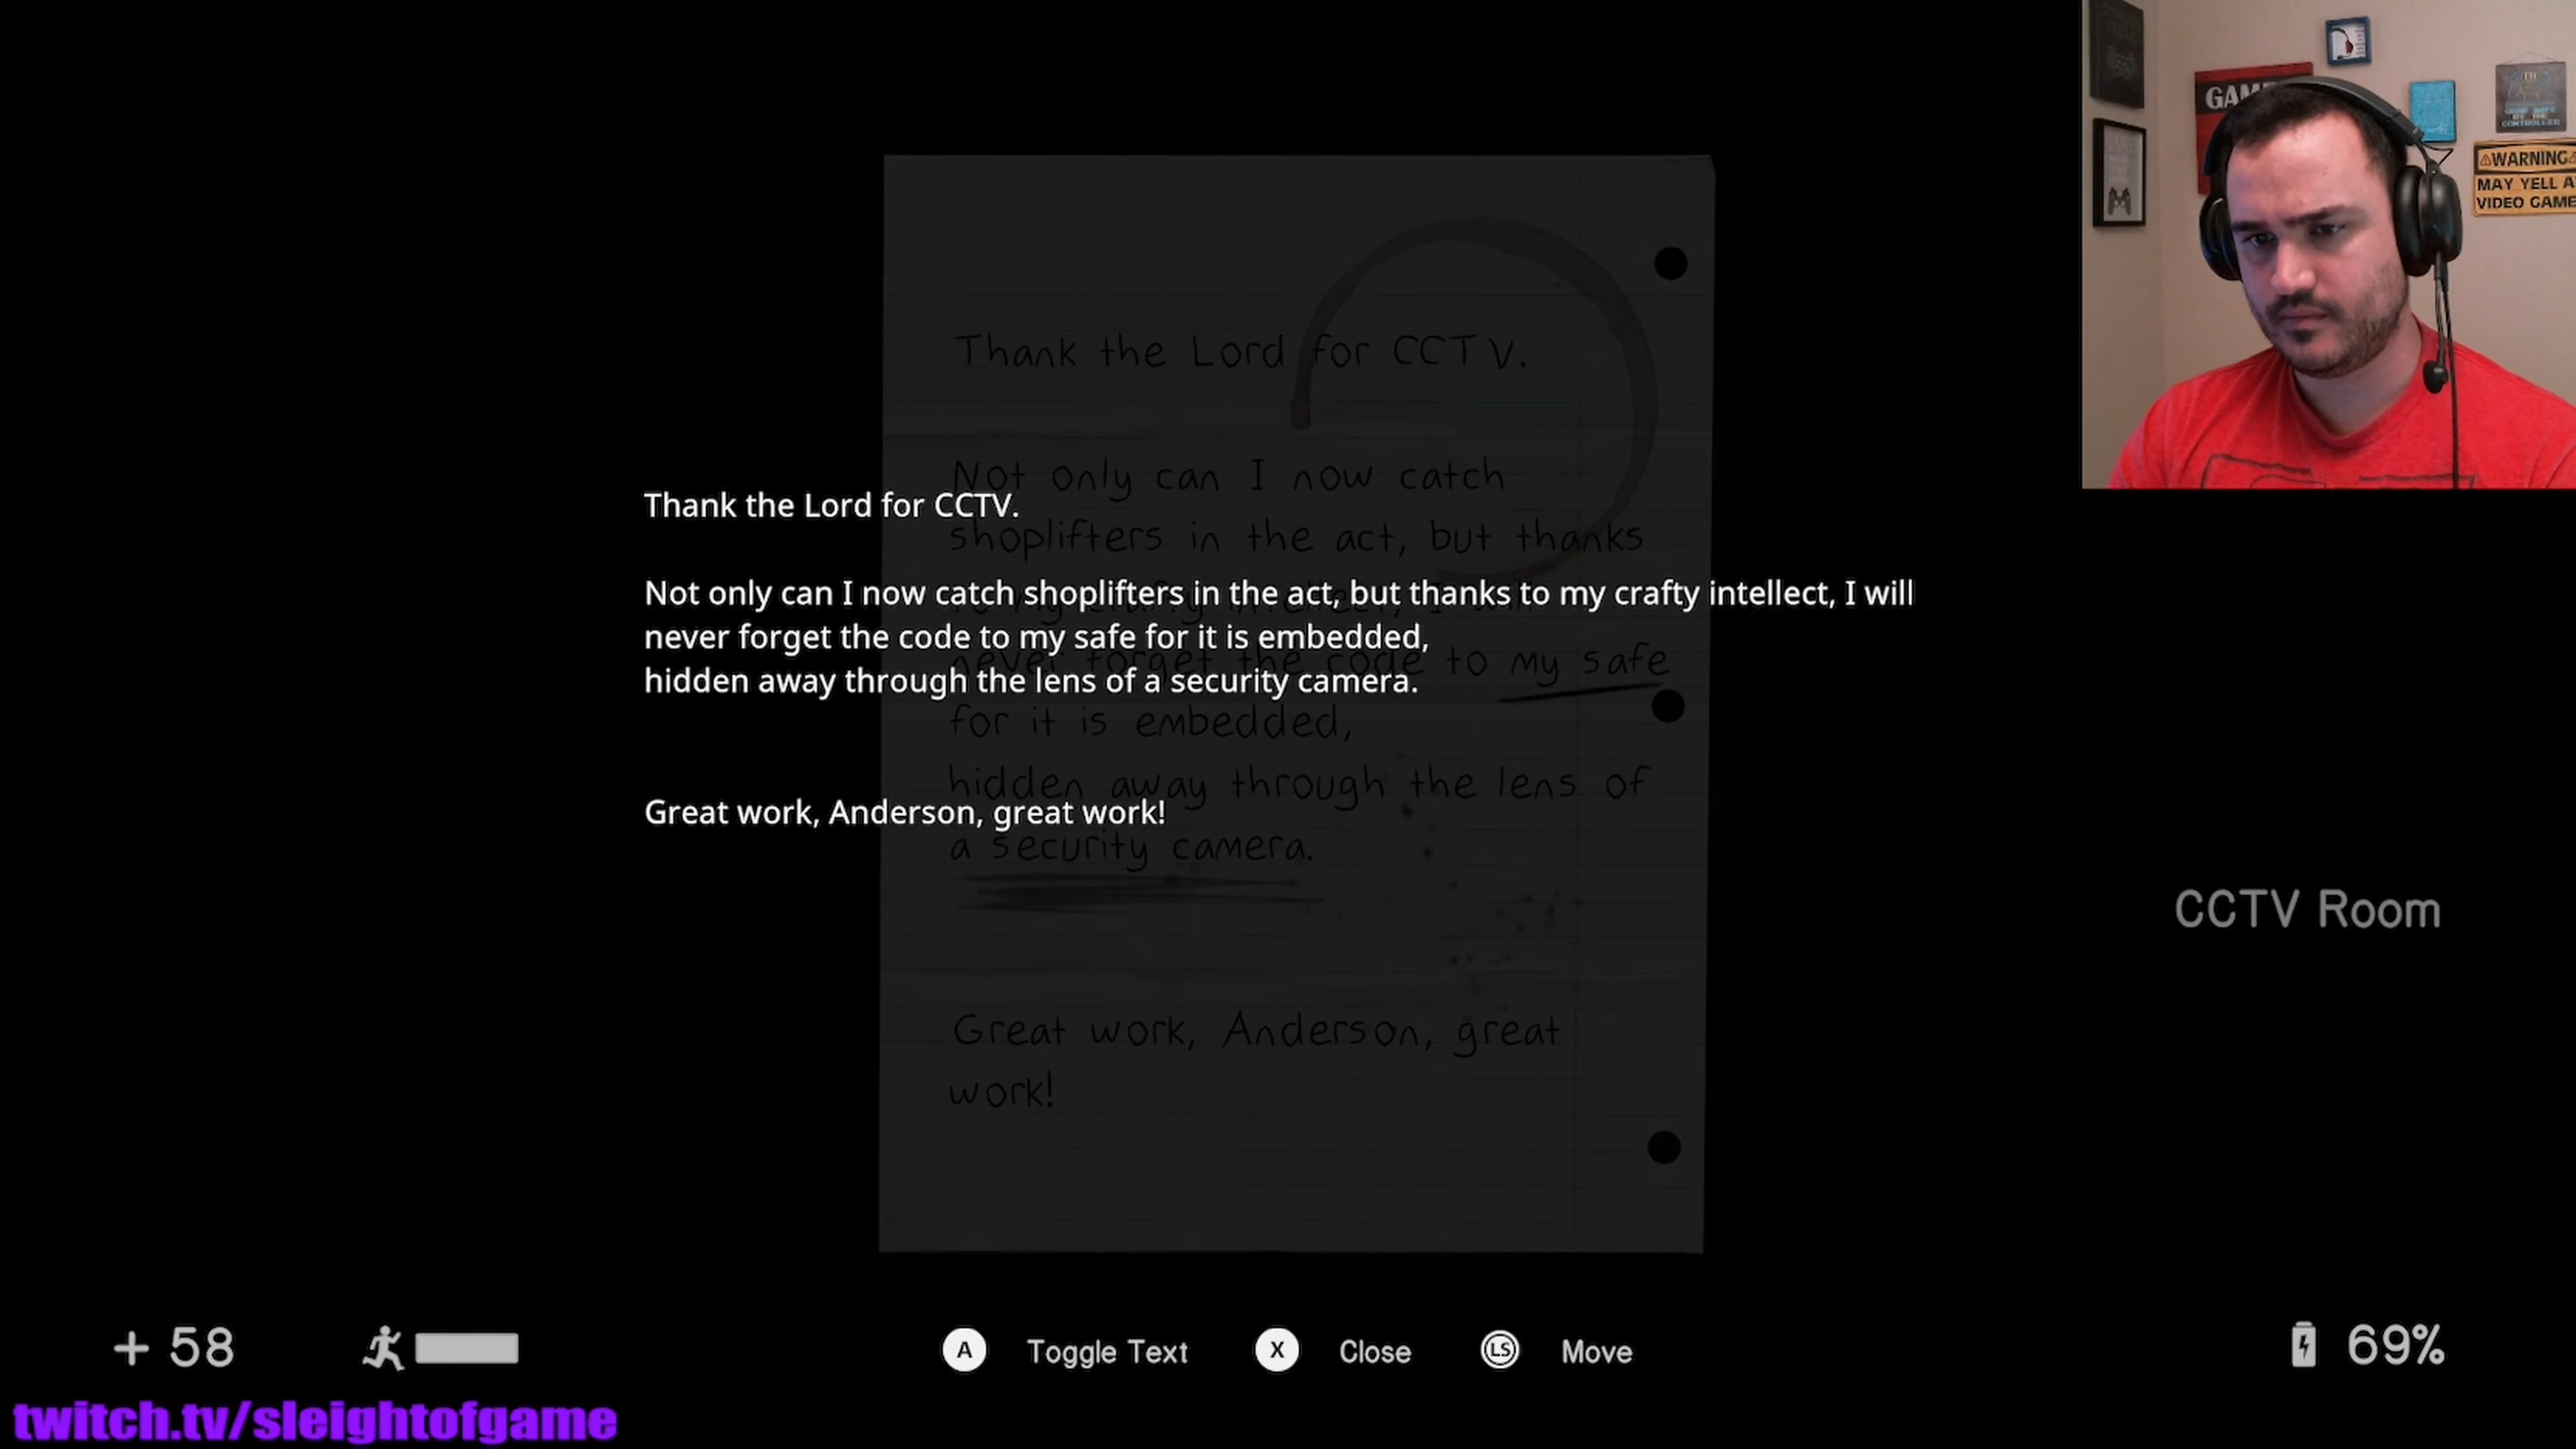 Thank the Lord for CCTV.
Not only can I now catch shoplifters in the act, but thanks to my crafty intellect, I will
never forget the code to my safe for it is embedded,
hidden away through the lens of a security camera.
Great work, Anderson, great work!
Thank the Lord for CCTV.
Not only can I now catch
shoplifters in the act, but thanks
never forget the code to my safe
for it is embedded,
hidden away through the lens of
a security camera.
Great work, Anderson, great
work!
WARNING
MAY YELL A
VIDEO GAME
CCTV Room
+ 58
A Toggle Text
X Close
LS Move
69%
twitch.tv/sleightofgame